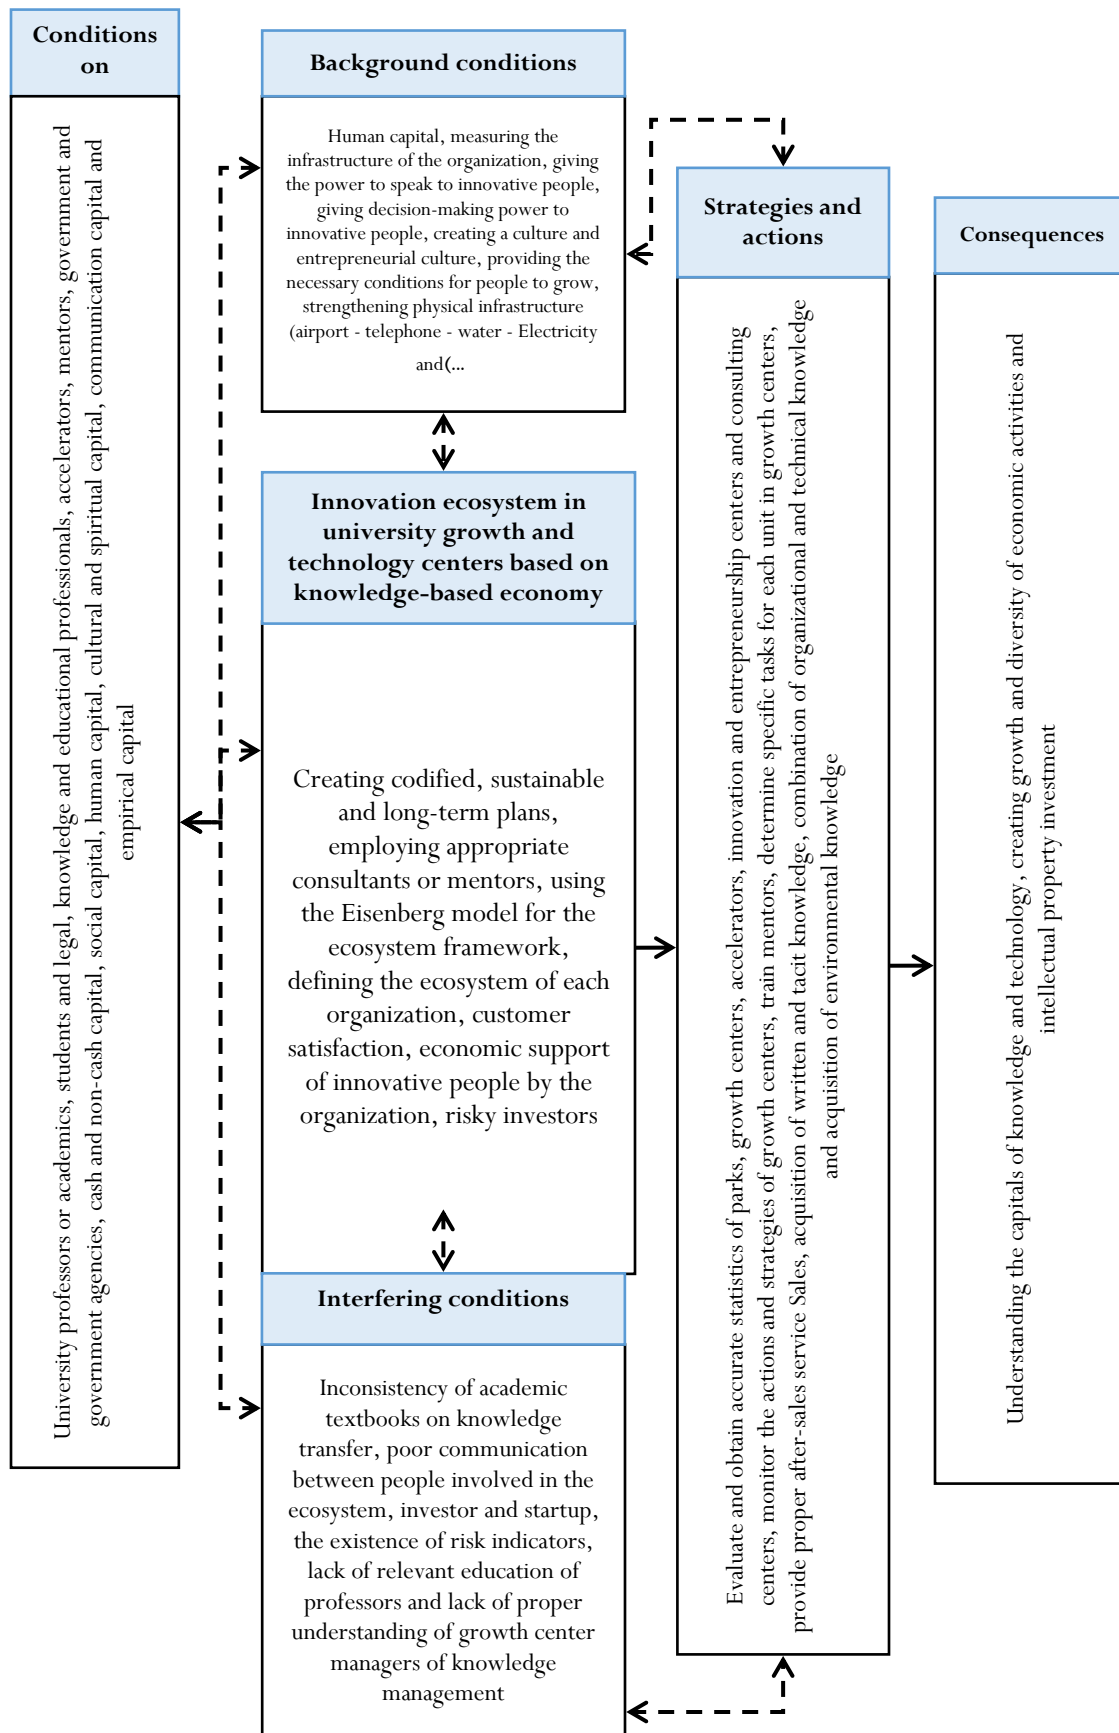 Conditions
on
University professors or academics, students and legal, knowledge and educational professionals, accelerators, mentors, government and
government agencies, cash and non-cash capital, social capital, human capital, cultural and spiritual capital, communication capital and
empirical capital
Background conditions
Human capital, measuring the
infrastructure of the organization, giving
the power to speak to innovative people,
giving decision-making power to
innovative people, creating a culture and
entrepreneurial culture, providing the
necessary conditions for people to grow,
strengthening physical infrastructure
(airport - telephone - water - Electricity
and(...
Innovation ecosystem in
university growth and
technology centers based on
knowledge-based economy
Creating codified, sustainable
and long-term plans,
employing appropriate
consultants or mentors, using
the Eisenberg model for the
ecosystem framework,
defining the ecosystem of each
organization, customer
satisfaction, economic support
of innovative people by the
organization, risky investors
Interfering conditions
Inconsistency of academic
textbooks on knowledge
transfer, poor communication
between people involved in the
ecosystem, investor and startup,
the existence of risk indicators,
lack of relevant education of
professors and lack of proper
understanding of growth center
managers of knowledge
management
Strategies and
actions
Evaluate and obtain accurate statistics of parks, growth centers, accelerators, innovation and entrepreneurship centers and consulting
centers, monitor the actions and strategies of growth centers, train mentors, determine specific tasks for each unit in growth centers,
provide proper after-sales service Sales, acquisition of written and tacit knowledge, combination of organizational and technical knowledge
and acquisition of environmental knowledge
Consequences
Understanding the capitals of knowledge and technology, creating growth and diversity of economic activities and
intellectual property investment